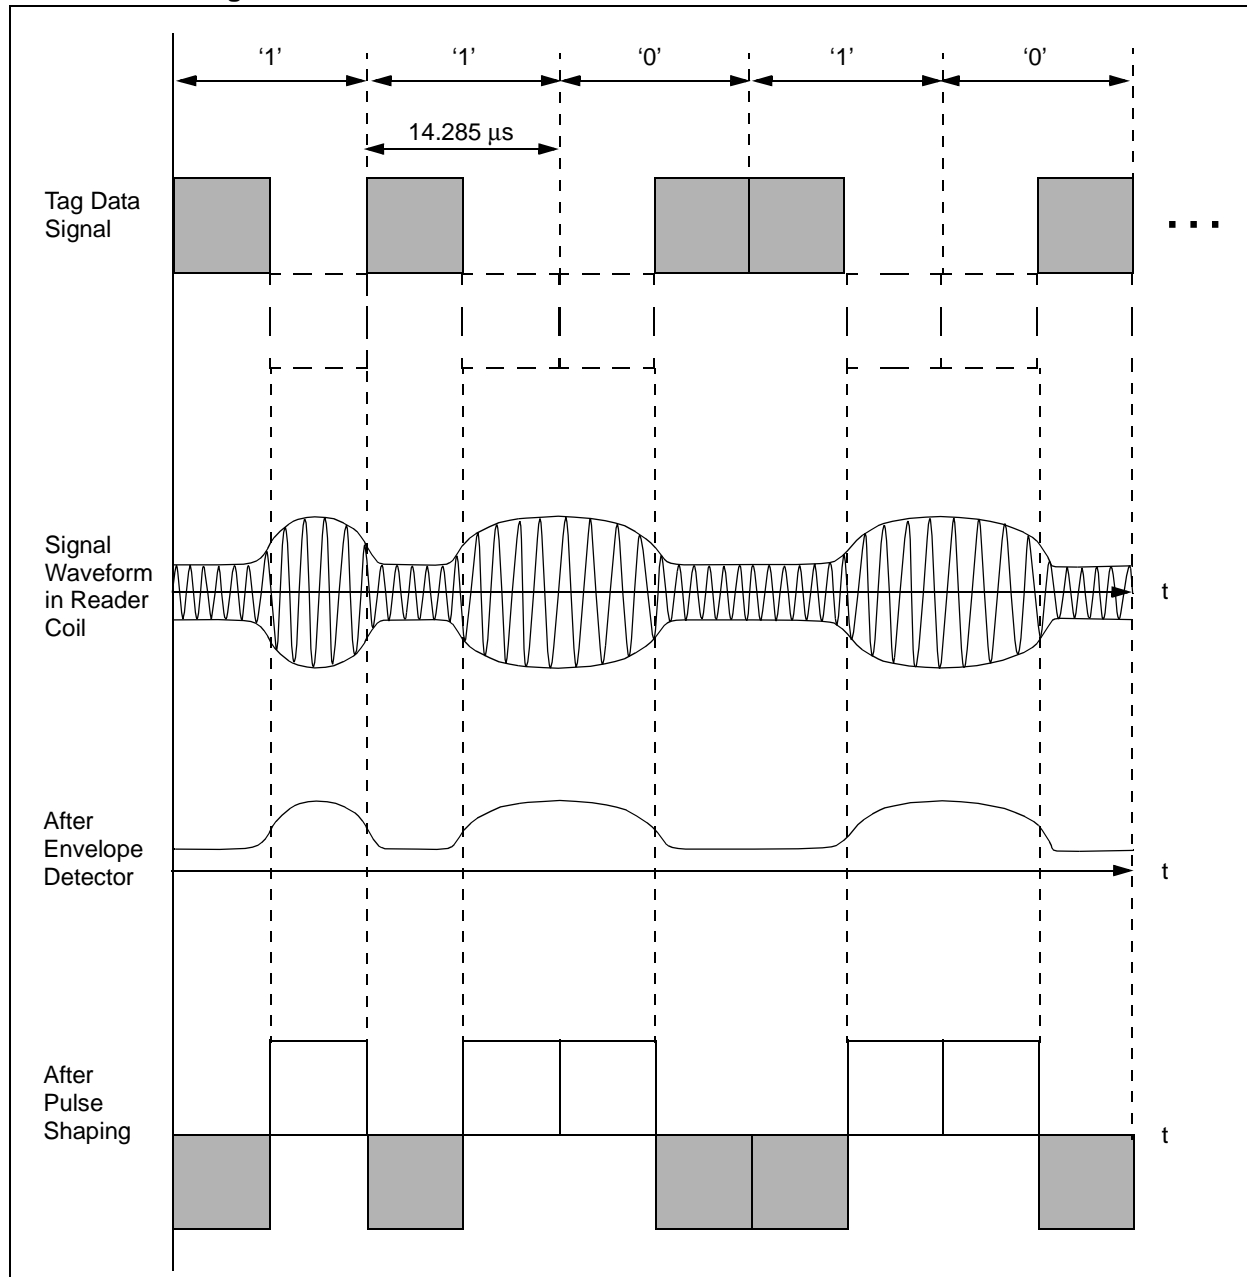 ‘1’ ‘1’ ‘0’ ‘1’ ‘0’
14.285 μs
Tag Data
Signal
. . .
Signal
Waveform
in Reader
Coil
t
After
Envelope
Detector
t
After
Pulse
Shaping
t